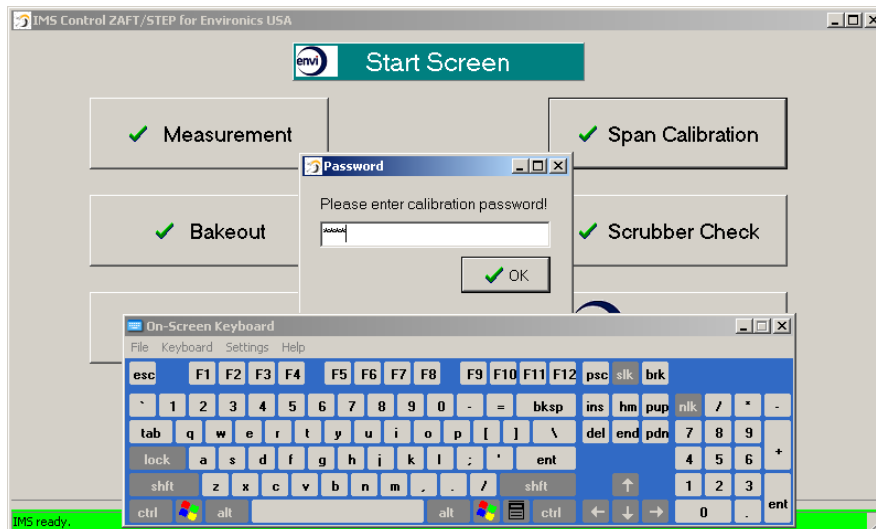 IMS Control ZAFT/STEP for Environics USA
envi
Start Screen
Measurement
Span Calibration
Password
Please enter calibration password!
****
OK
Bakeout
Scrubber Check
On-Screen Keyboard
File Keyboard Settings Help
esc F1 F2 F3 F4 F5 F6 F7 F8 F9 F10 F11 F12 psc slk brk
` 1 2 3 4 5 6 7 8 9 0 - = bksp ins hm pup nlk / * -
tab q w e r t y u i o p [ ] \ del end pdn 7 8 9 +
lock a s d f g h j k l ; ' ent 4 5 6
shft z x c v b n m , . / shft ↑ 1 2 3 ent
ctrl alt alt ctrl ← ↓ → 0 .
IMS ready.